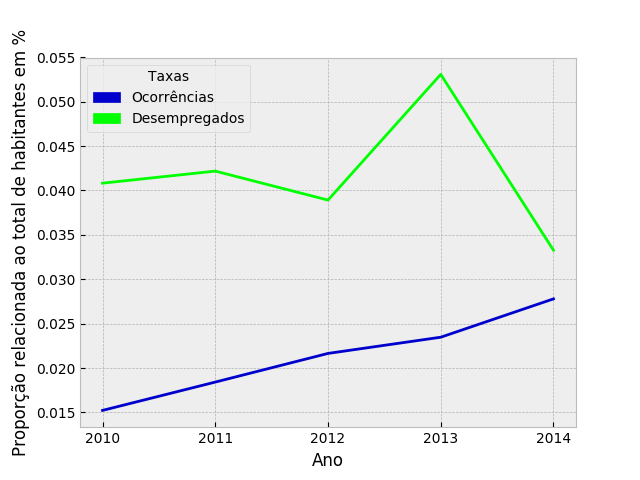 Proporção relacionada ao total de habitantes em %
0.055
0.050
0.045
0.040
0.035
0.030
0.025
0.020
0.015
Taxas
Ocorrências
Desempregados
2010 2011 2012 2013 2014
Ano